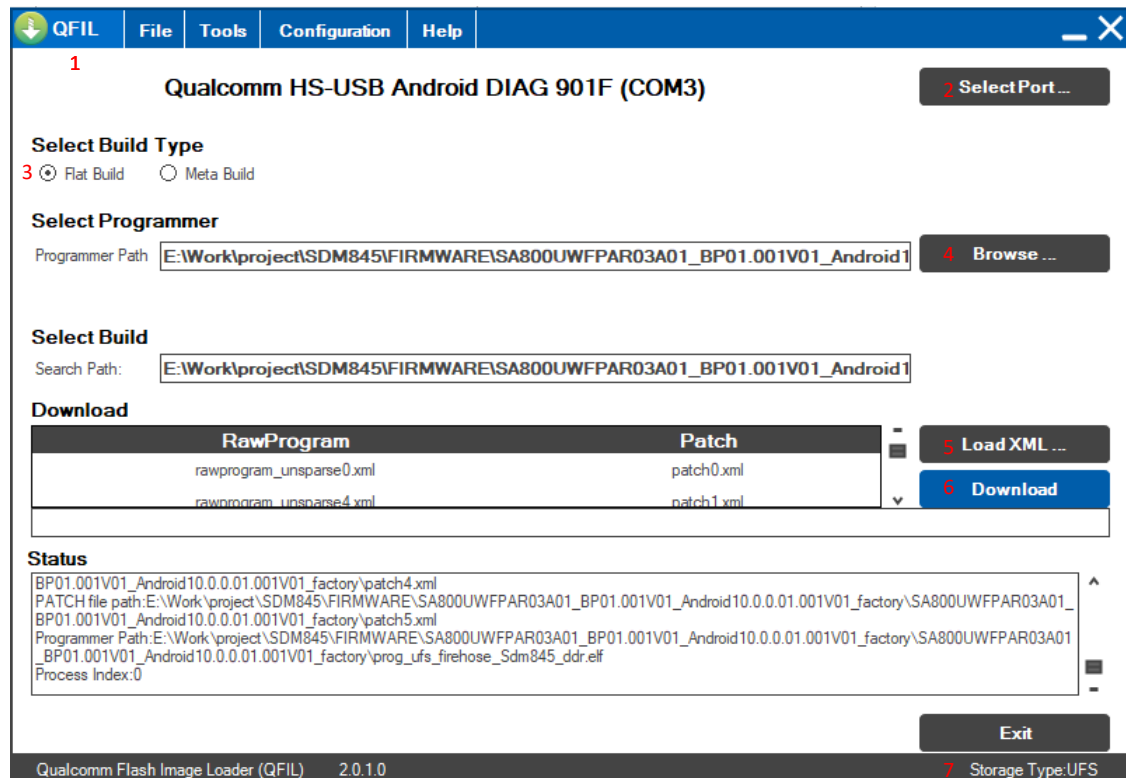 QFIL File Tools Configuration Help
1
Qualcomm HS-USB Android DIAG 901F (COM3)
2 Select Port ...
Select Build Type
3 Flat Build Meta Build
Select Programmer
Programmer Path E:\Work\project\SDM845\FIRMWARE\SA800UWFPAR03A01_BP01.001V01_Android1
4 Browse ...
Select Build
Search Path: E:\Work\project\SDM845\FIRMWARE\SA800UWFPAR03A01_BP01.001V01_Android1
Download
RawProgram Patch
5 Load XML ...
rawprogram_unsparse0.xml patch0.xml
6 Download
rawprogram_unsparse4.xml patch1.xml
Status
BP01.001V01_Android10.0.0.01.001V01_factory\patch4.xml
PATCH file path:E:\Work\project\SDM845\FIRMWARE\SA800UWFPAR03A01_BP01.001V01_Android10.0.0.01.001V01_factory\SA800UWFPAR03A01_
BP01.001V01_Android10.0.0.01.001V01_factory\patch5.xml
Programmer Path:E:\Work\project\SDM845\FIRMWARE\SA800UWFPAR03A01_BP01.001V01_Android10.0.0.01.001V01_factory\SA800UWFPAR03A01
_BP01.001V01_Android10.0.0.01.001V01_factory\prog_ufs_firehose_Sdm845_ddr.elf
Process Index:0
Exit
Qualcomm Flash Image Loader (QFIL) 2.0.1.0 7 Storage Type:UFS